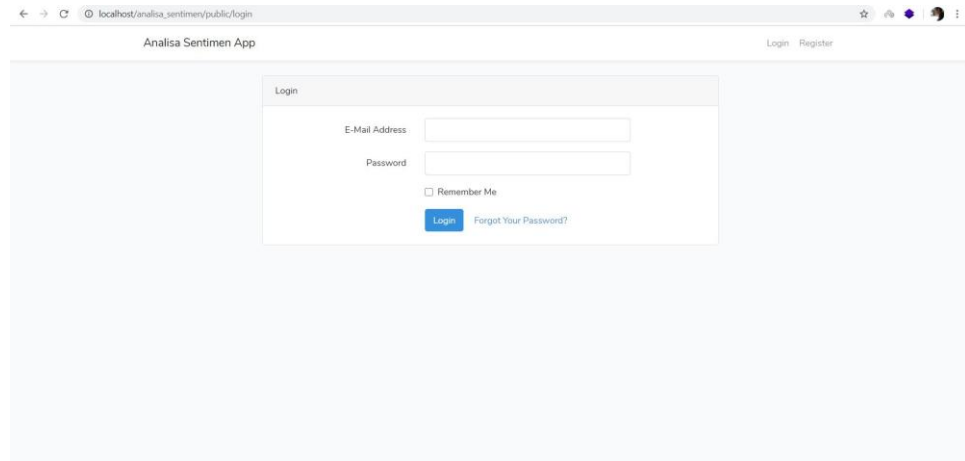 localhost/analisa_sentimen/public/login
Analisa Sentimen App
Login Register
Login
E-Mail Address
Password
Remember Me
Login Forgot Your Password?